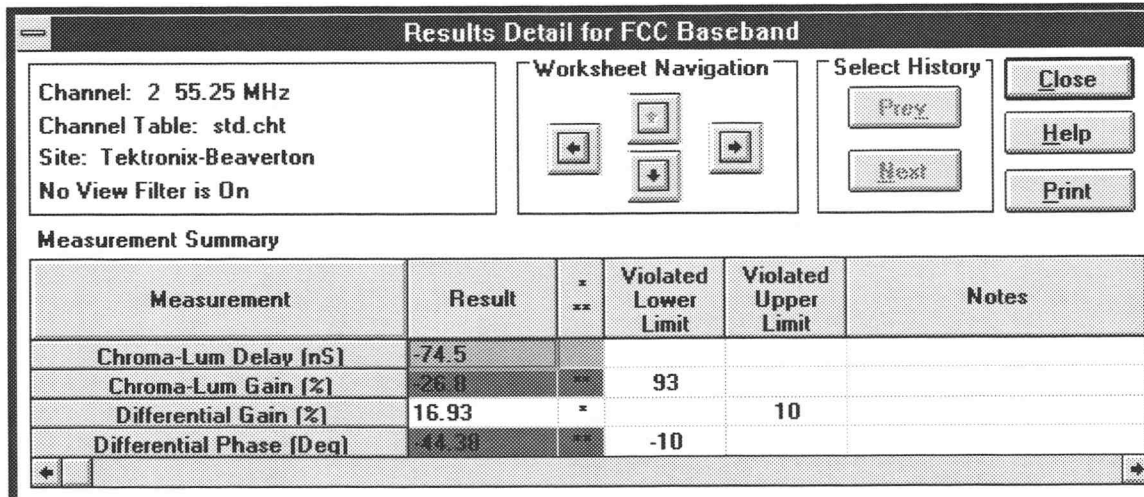 Results Detail for FCC Baseband
Channel: 2 55.25 MHz
Channel Table: std.cht
Site: Tektronix-Beaverton
No View Filter is On
Worksheet Navigation
Select History
Prev
Next
Close
Help
Print
Measurement Summary
Measurement Result * ** Violated Lower Limit Violated Upper Limit Notes
Chroma-Lum Delay (nS) -74.5
Chroma-Lum Gain (%) -26.8 ** 93
Differential Gain (%) 16.93 * 10
Differential Phase (Deg) -44.38 ** -10